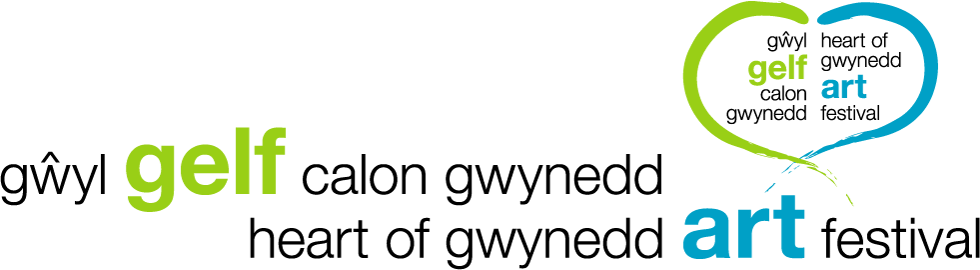 gŵyl
gelf
calon
gwynedd
heart of
gwynedd
art
festival
gŵyl gelf calon gwynedd
heart of gwynedd art festival